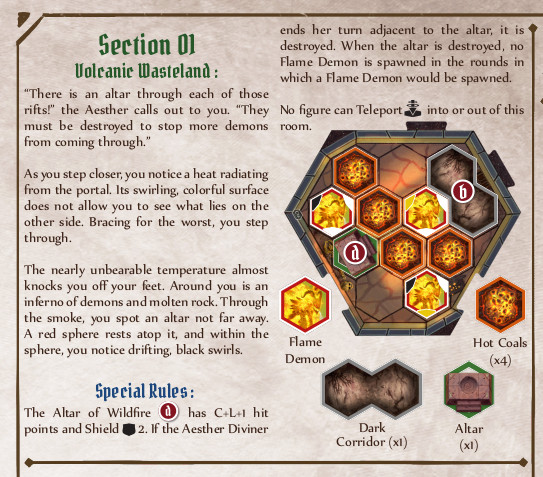 Section 01
Volcanic Wasteland:
“There is an altar through each of those
rifts!” the Aesther calls out to you. “They
must be destroyed to stop more demons
from coming through.”
As you step closer, you notice a heat radiating
from the portal. Its swirling, colorful surface
does not allow you to see what lies on the
other side. Bracing for the worst, you step
through.
The nearly unbearable temperature almost
knocks you off your feet. Around you is an
inferno of demons and molten rock. Through
the smoke, you spot an altar not far away.
A red sphere rests atop it, and within the
sphere, you notice drifting, black swirls.
Special Rules:
The Altar of Wildfire a has C+L+1 hit
points and Shield 2. If the Aesther Diviner
ends her turn adjacent to the altar, it is
destroyed. When the altar is destroyed, no
Flame Demon is spawned in the rounds in
which a Flame Demon would be spawned.
No figure can Teleport into or out of this
room.
b
a
Flame
Demon
Hot Coals
(x4)
Dark
Corridor (x1)
Altar
(x1)